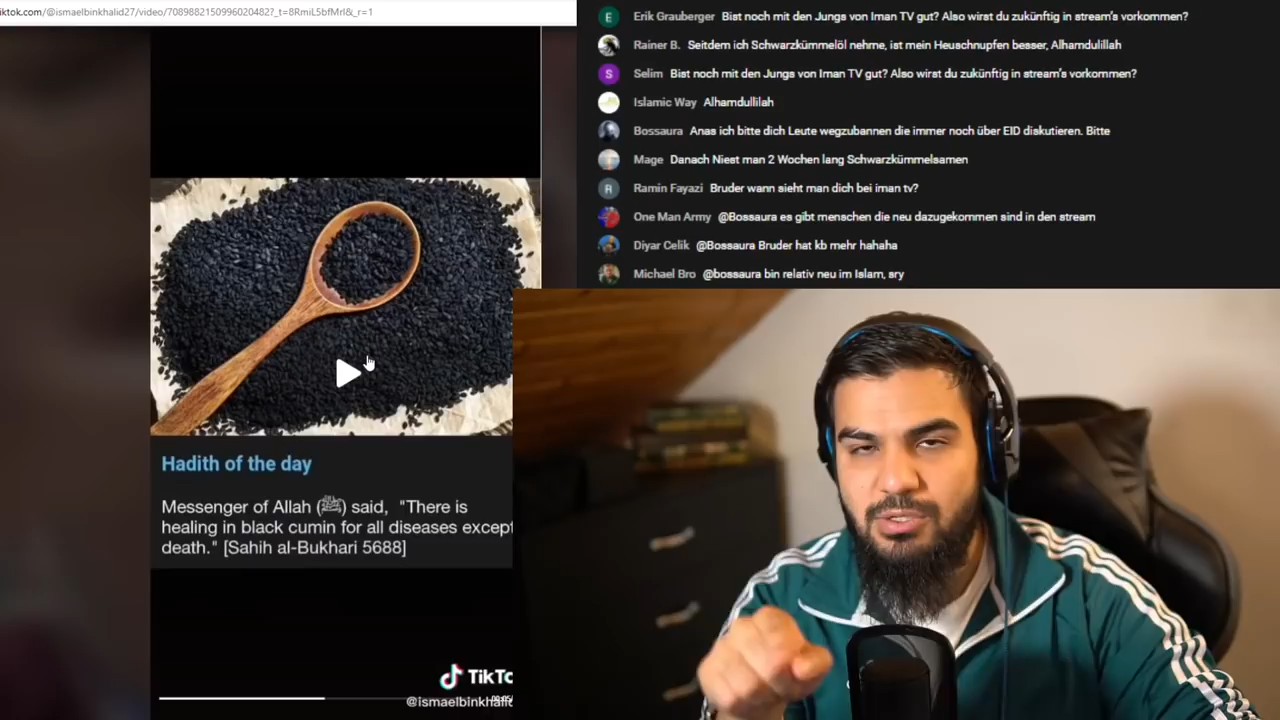 iktok.com/@ismaelbinkhalid27/video/7089882150996020482?_t=8RmiL5bfMrl&_r=1
E Erik Grauberger Bist noch mit den Jungs von Iman TV gut? Also wirst du zukünftig in stream's vorkommen?
Rainer B. Seitdem ich Schwarzkümmelöl nehme, ist mein Heuschnupfen besser, Alhamdulillah
S Selim Bist noch mit den Jungs von Iman TV gut? Also wirst du zukünftig in stream's vorkommen?
Islamic Way Alhamdullilah
Bossaura Anas ich bitte dich Leute wegzubannen die immer noch über EID diskutieren. Bitte
Mage Danach Niest man 2 Wochen lang Schwarzkümmelsamen
R Ramin Fayazi Bruder wann sieht man dich bei iman tv?
One Man Army @Bossaura es gibt menschen die neu dazugekommen sind in den stream
Diyar Celik @Bossaura Bruder hat kb mehr hahaha
Michael Bro @bossaura bin relativ neu im Islam, sry
Hadith of the day
Messenger of Allah (ﷺ) said, "There is
healing in black cumin for all diseases except
death." [Sahih al-Bukhari 5688]
TikTo
@ismaelbinkhalid